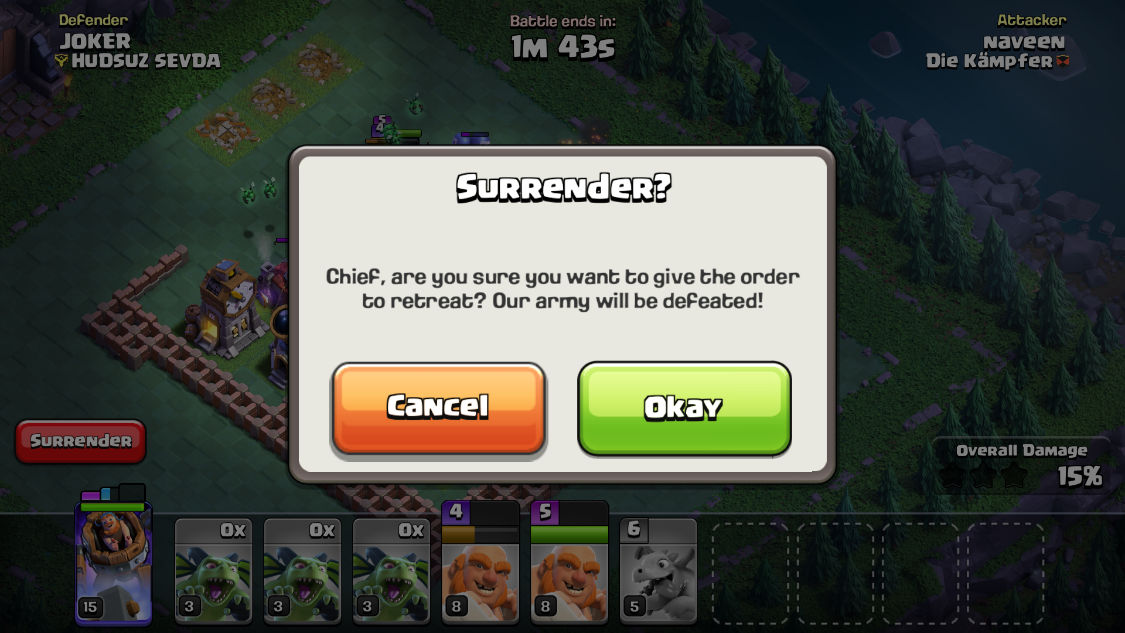 Defender
JOKER
HUDSUZ SEVDA
Battle ends in:
1m 43s
Attacker
naveen
Die Kämpfer
5
4
Surrender?
Chief, are you sure you want to give the order
to retreat? Our army will be defeated!
Cancel
Okay
Surrender
Overall Damage
15%
0x
0x
0x
4
5
6
15
3
3
3
8
8
5